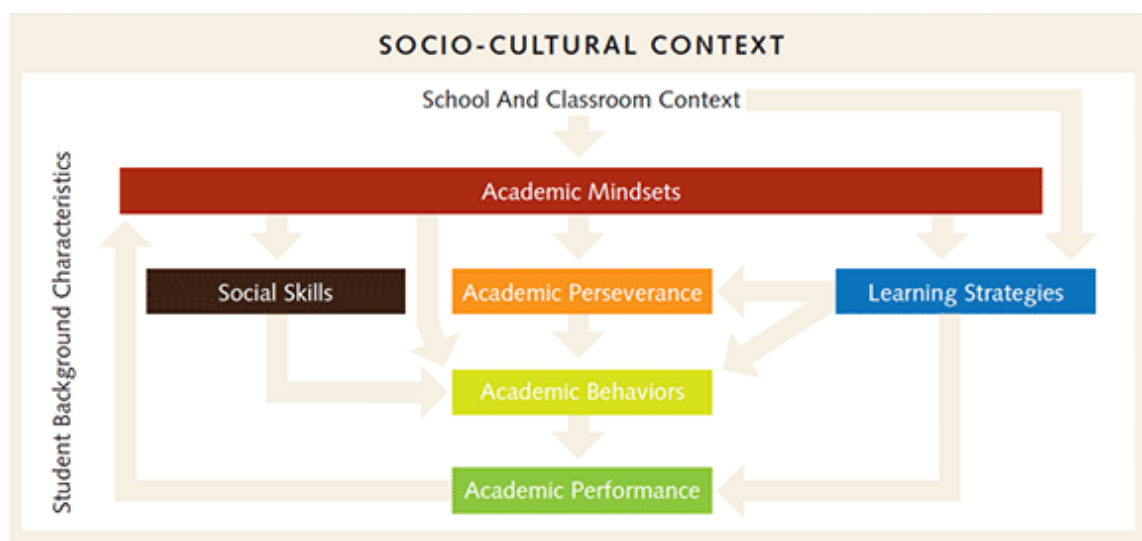 SOCIO-CULTURAL CONTEXT
School And Classroom Context
Student Background Characteristics
Academic Mindsets
Social Skills
Academic Perseverance
Learning Strategies
Academic Behaviors
Academic Performance